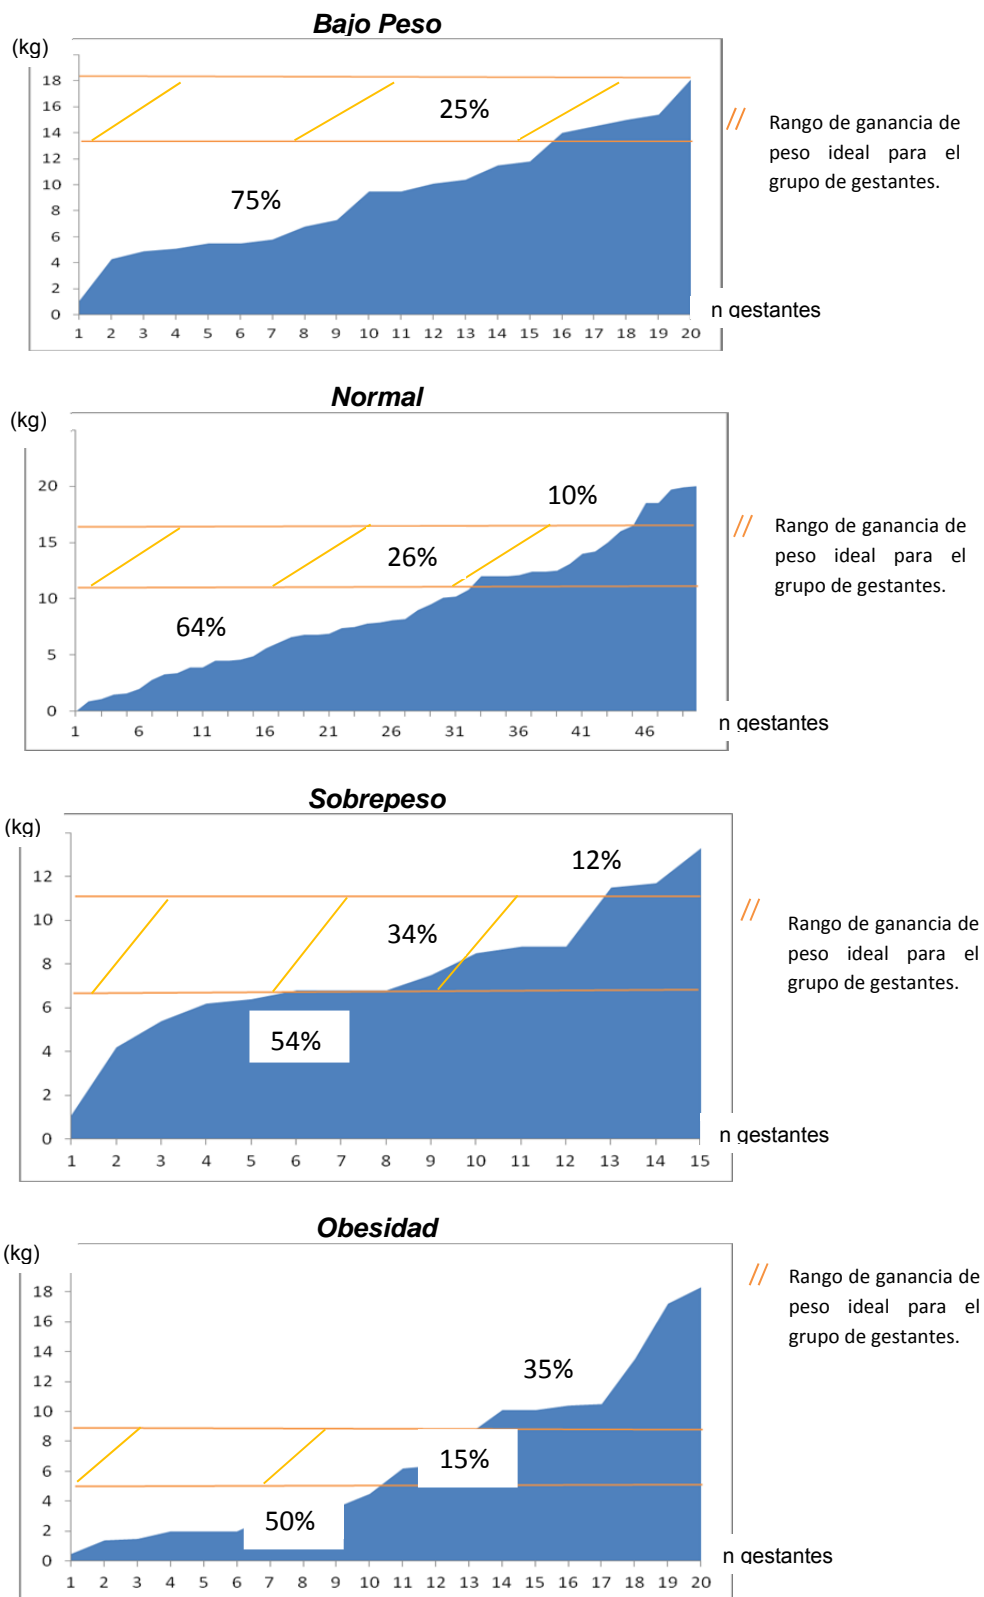 Bajo Peso
(kg)
18
16
14
12
10
8
6
4
2
0
25%
75%
1 2 3 4 5 6 7 8 9 10 11 12 13 14 15 16 17 18 19 20
n gestantes
// Rango de ganancia de
peso ideal para el
grupo de gestantes.
Normal
(kg)
20
15
10
5
0
10%
26%
64%
1 6 11 16 21 26 31 36 41 46
n gestantes
// Rango de ganancia de
peso ideal para el
grupo de gestantes.
Sobrepeso
(kg)
12
10
8
6
4
2
0
12%
34%
54%
1 2 3 4 5 6 7 8 9 10 11 12 13 14 15
n gestantes
// Rango de ganancia de
peso ideal para el
grupo de gestantes.
Obesidad
(kg)
18
16
14
12
10
8
6
4
2
0
35%
15%
50%
1 2 3 4 5 6 7 8 9 10 11 12 13 14 15 16 17 18 19 20
n gestantes
// Rango de ganancia de
peso ideal para el
grupo de gestantes.